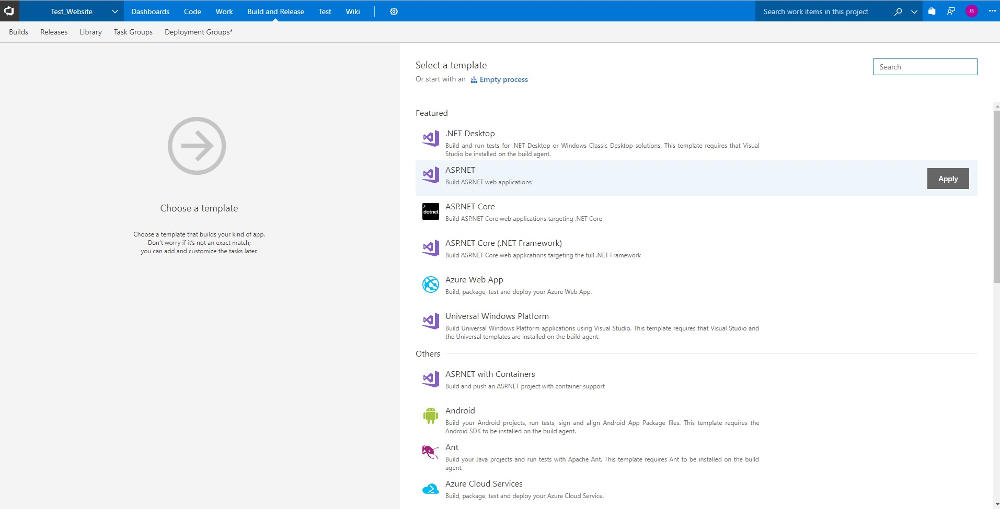 Test_Website Dashboards Code Work Build and Release Test Wiki Search work items in this project JB
Builds Releases Library Task Groups Deployment Groups*
Select a template
Search
Or start with an Empty process
Choose a template
Choose a template that builds your kind of app.
Don't worry if it's not an exact match;
you can add and customize the tasks later.
Featured
.NET Desktop
Build and run tests for .NET Desktop or Windows Classic Desktop solutions. This template requires that Visual
Studio be installed on the build agent.
ASP.NET
Build ASP.NET web applications
Apply
dotnet
ASP.NET Core
Build ASP.NET Core web applications targeting .NET Core
ASP.NET Core (.NET Framework)
Build ASP.NET Core web applications targeting the full .NET Framework
Azure Web App
Build, package, test and deploy your Azure Web App.
Universal Windows Platform
Build Universal Windows Platform applications using Visual Studio. This template requires that Visual Studio and
the Universal templates are installed on the build agent.
Others
ASP.NET with Containers
Build and push an ASP.NET project with container support
Android
Build your Android projects, run tests, sign and align Android App Package files. This template requires the
Android SDK to be installed on the build agent.
Ant
Build your Java projects and run tests with Apache Ant. This template requires Ant to be installed on the build
agent.
Azure Cloud Services
Build, package, test and deploy your Azure Cloud Service.